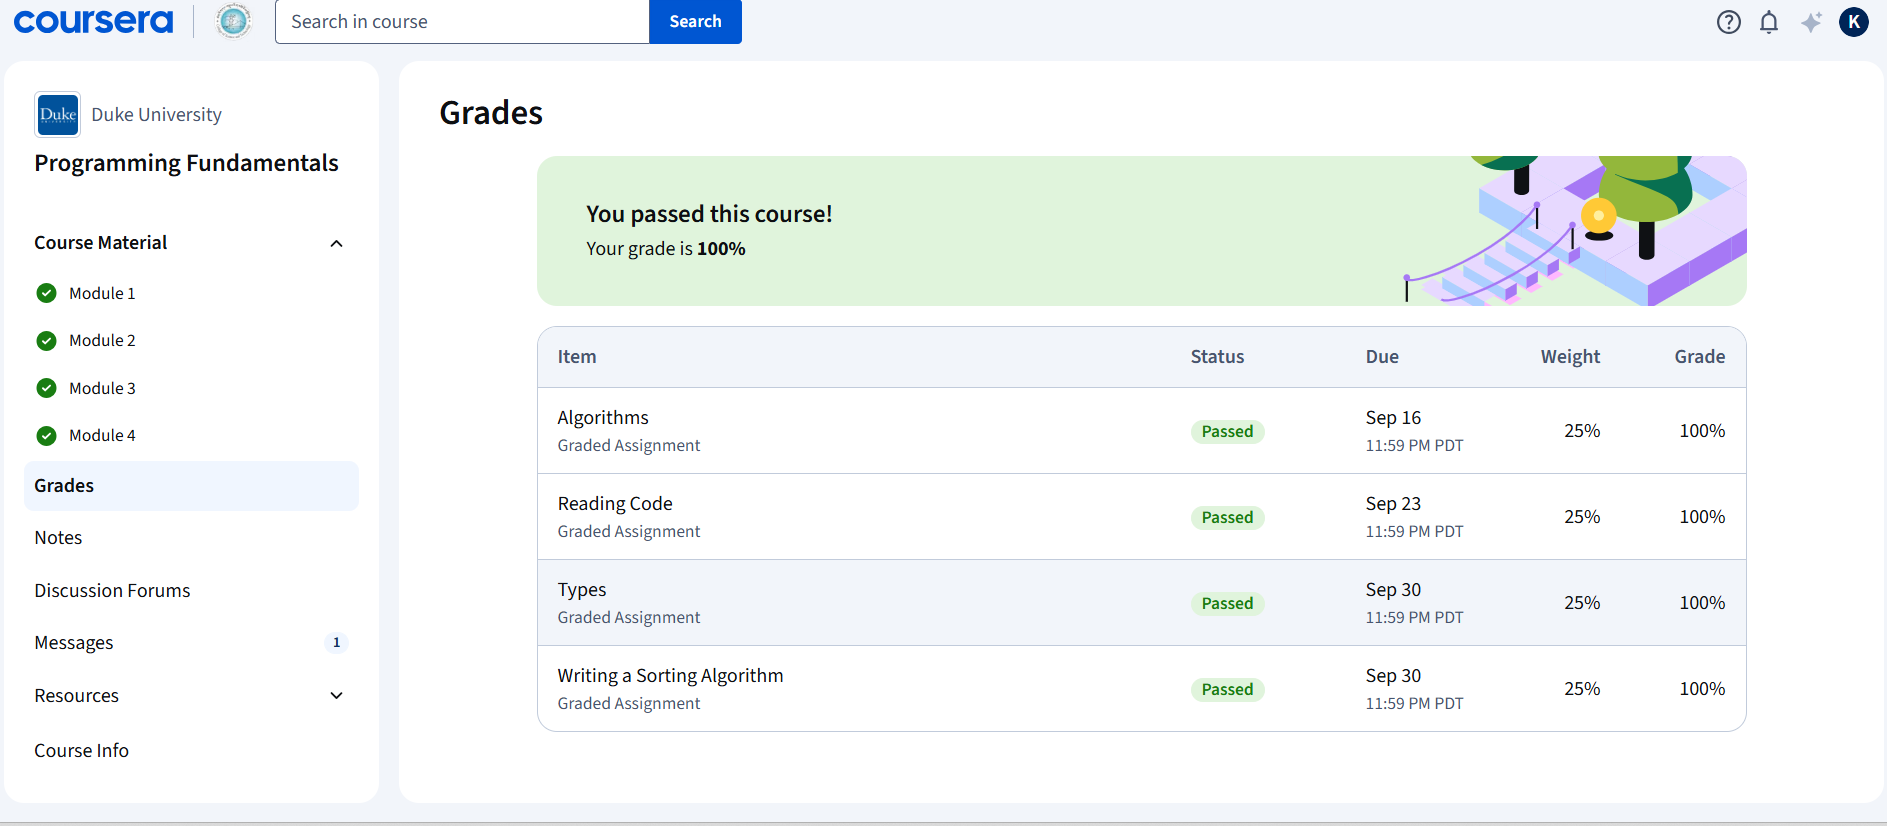 coursera
Search in course
Search
K
Duke
UNIVERSITY
Duke University
Programming Fundamentals
Course Material
Module 1
Module 2
Module 3
Module 4
Grades
Notes
Discussion Forums
Messages 1
Resources
Course Info
Grades
You passed this course!
Your grade is 100%
Item Status Due Weight Grade
Algorithms
Graded Assignment
Passed
Sep 16
11:59 PM PDT
25%
100%
Reading Code
Graded Assignment
Passed
Sep 23
11:59 PM PDT
25%
100%
Types
Graded Assignment
Passed
Sep 30
11:59 PM PDT
25%
100%
Writing a Sorting Algorithm
Graded Assignment
Passed
Sep 30
11:59 PM PDT
25%
100%